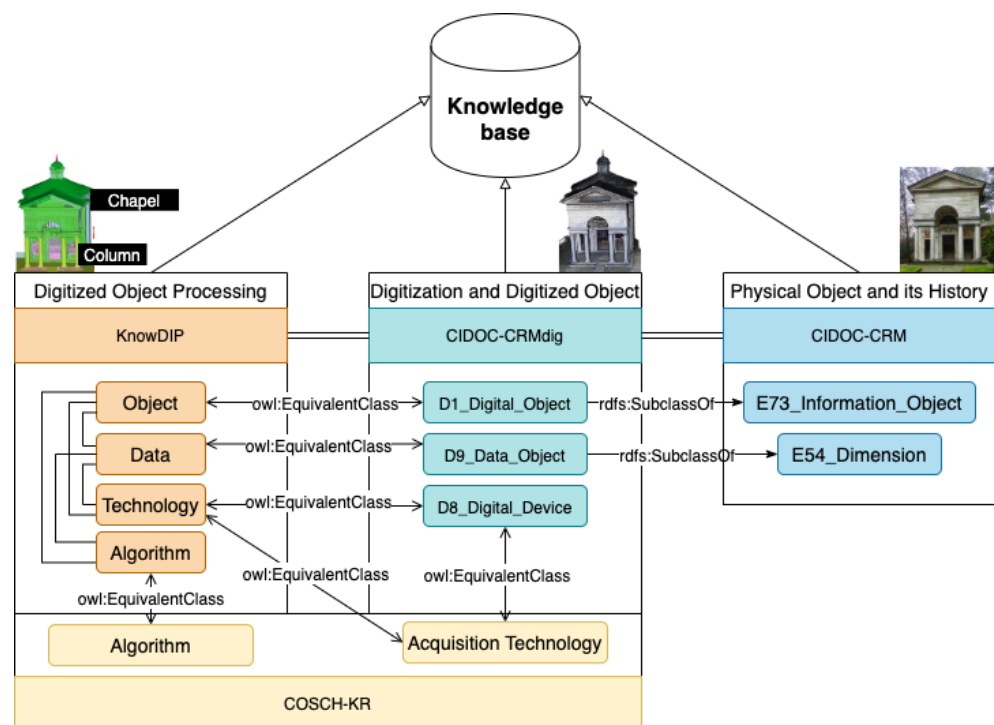 Knowledge
base
Chapel
Column
Digitized Object Processing
Digitization and Digitized Object
Physical Object and its History
KnowDIP
CIDOC-CRMdig
CIDOC-CRM
Object
owl:EquivalentClass
D1_Digital_Object
rdfs:SubclassOf
E73_Information_Object
Data
owl:EquivalentClass
D9_Data_Object
rdfs:SubclassOf
E54_Dimension
Technology
owl:EquivalentClass
D8_Digital_Device
Algorithm
owl:EquivalentClass
owl:EquivalentClass
owl:EquivalentClass
Algorithm
Acquisition Technology
COSCH-KR